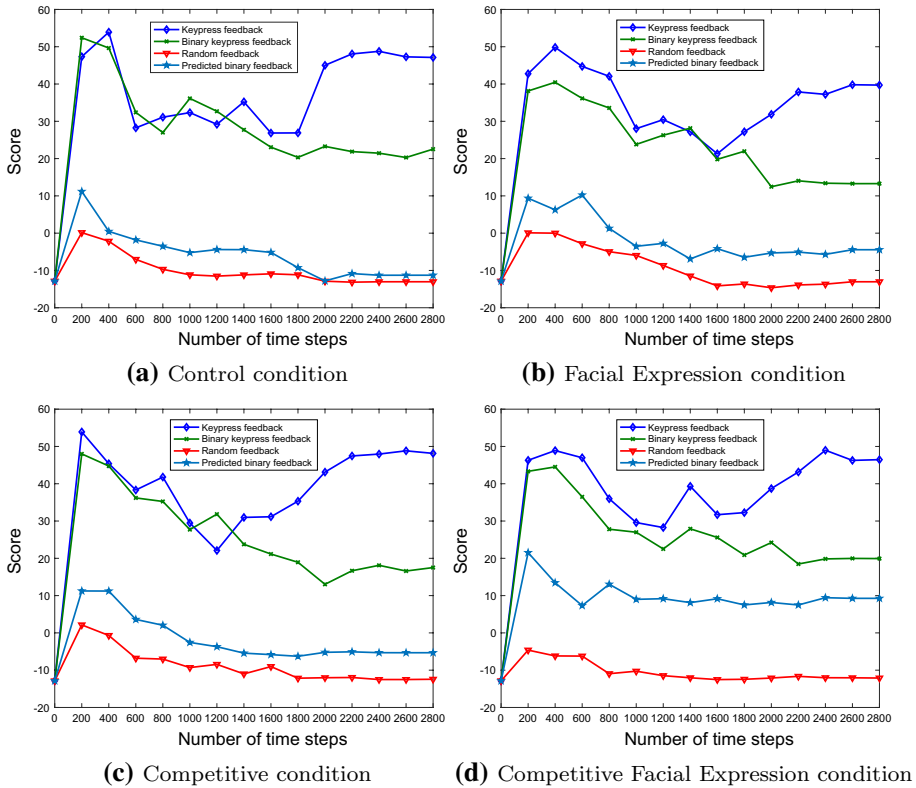 60
50
40
30
20
10
0
-10
-20
Score
Keypress feedback
Binary keypress feedback
Random feedback
Predicted binary feedback
0 200 400 600 800 1000 1200 1400 1600 1800 2000 2200 2400 2600 2800
Number of time steps
(a) Control condition
60
50
40
30
20
10
0
-10
-20
Score
Keypress feedback
Binary keypress feedback
Random feedback
Predicted binary feedback
0 200 400 600 800 1000 1200 1400 1600 1800 2000 2200 2400 2600 2800
Number of time steps
(b) Facial Expression condition
60
50
40
30
20
10
0
-10
-20
Score
Keypress feedback
Binary keypress feedback
Random feedback
Predicted binary feedback
0 200 400 600 800 1000 1200 1400 1600 1800 2000 2200 2400 2600 2800
Number of time steps
(c) Competitive condition
60
50
40
30
20
10
0
-10
-20
Score
Keypress feedback
Binary keypress feedback
Random feedback
Predicted binary feedback
0 200 400 600 800 1000 1200 1400 1600 1800 2000 2200 2400 2600 2800
Number of time steps
(d) Competitive Facial Expression condition